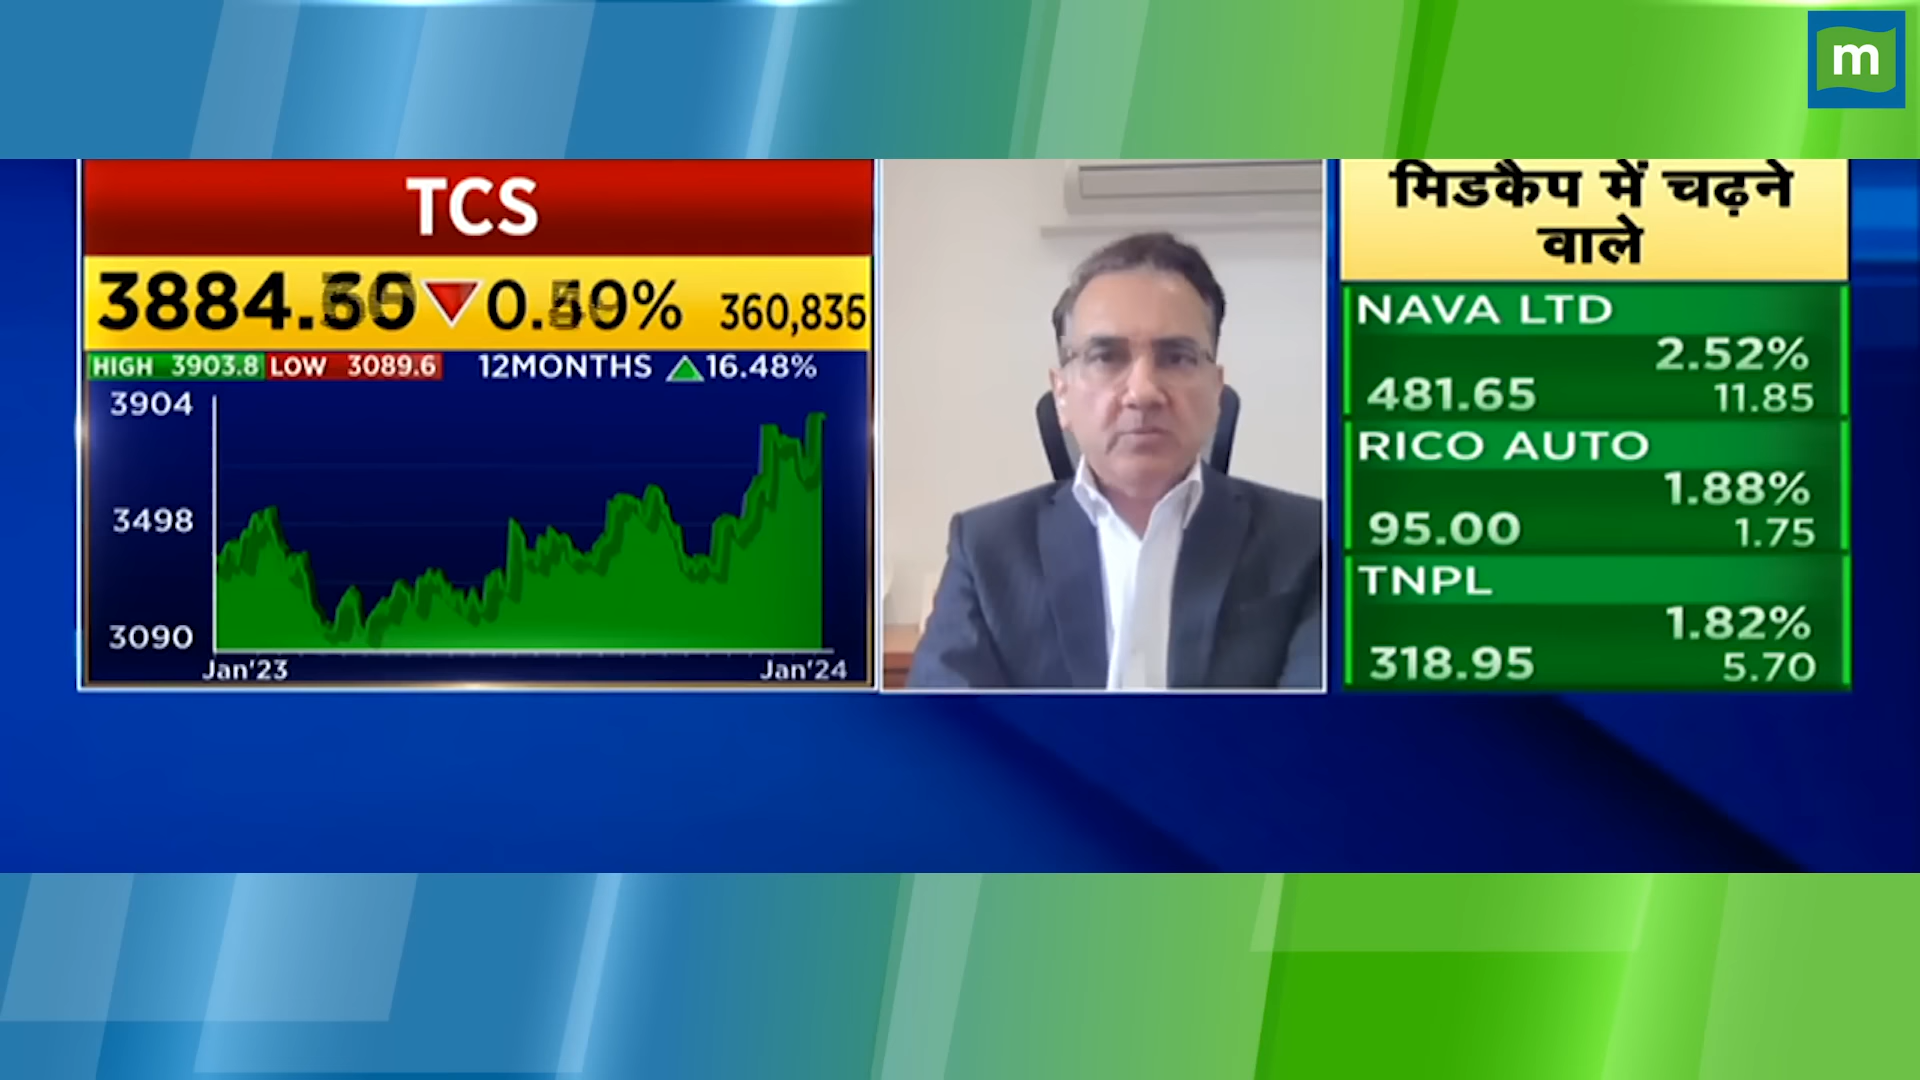 m
TCS
360,835
HIGH 3903.8 LOW 3089.6 12MONTHS 16.48%
3904
3498
3090
Jan'23 Jan'24
मिडकैप में चढ़ने
वाले
NAVA LTD
2.52%
481.65 11.85
RICO AUTO
1.88%
95.00 1.75
TNPL
1.82%
318.95 5.70